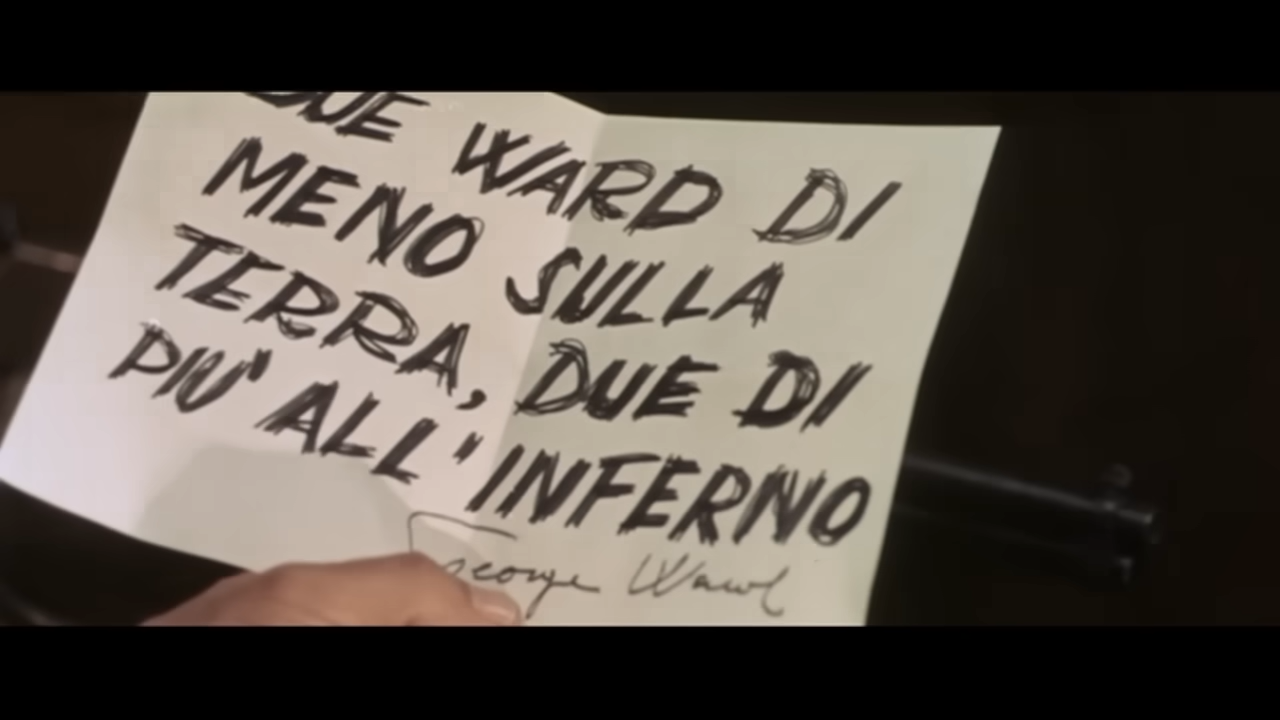 DUE WARD DI
MENO SULLA
TERRA, DUE DI
PIU' ALL' INFERNO
George Ward